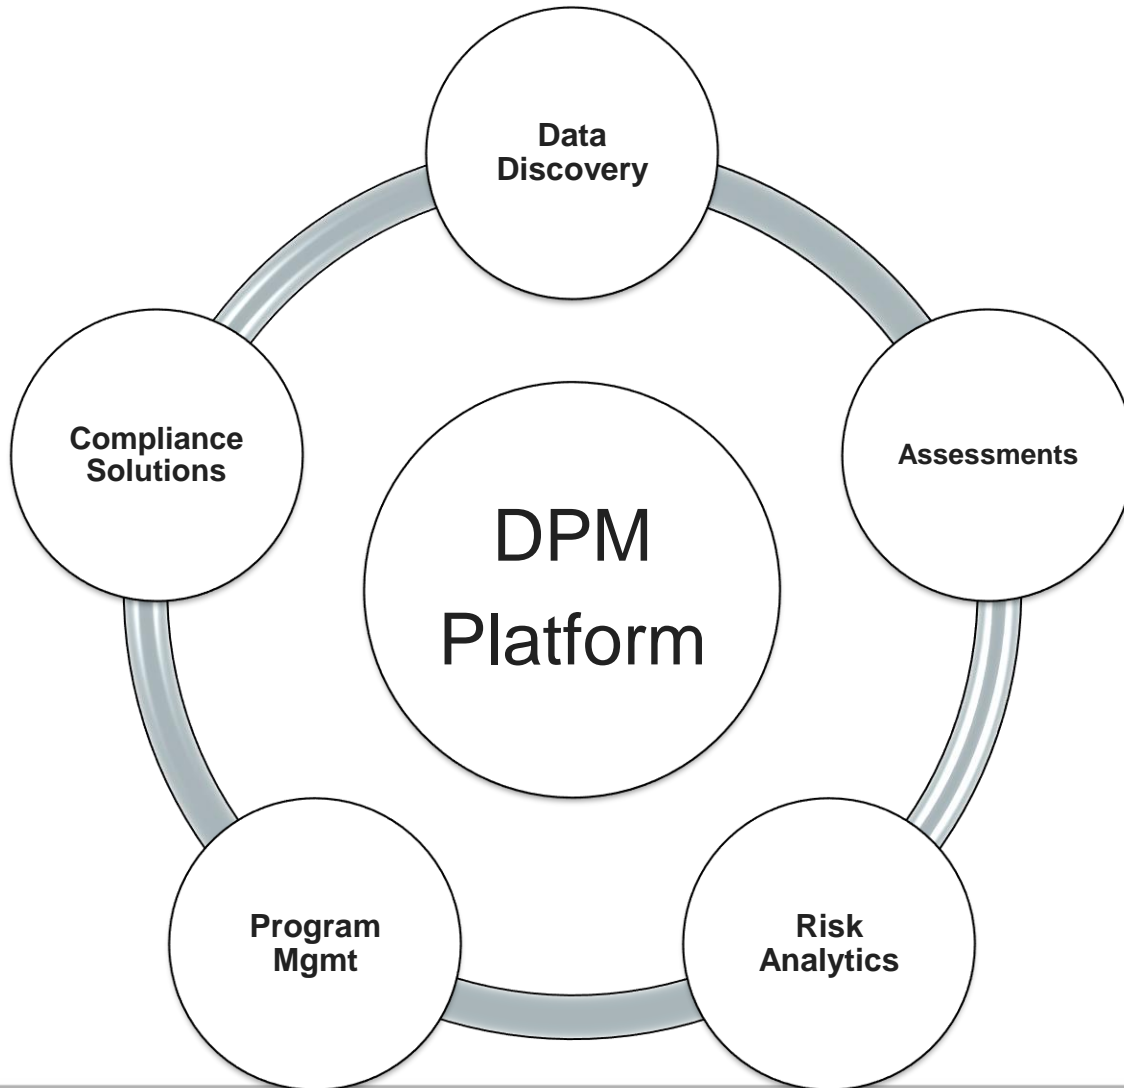 Data
Discovery
Compliance
Solutions
Assessments
DPM
Platform
Program
Mgmt
Risk
Analytics